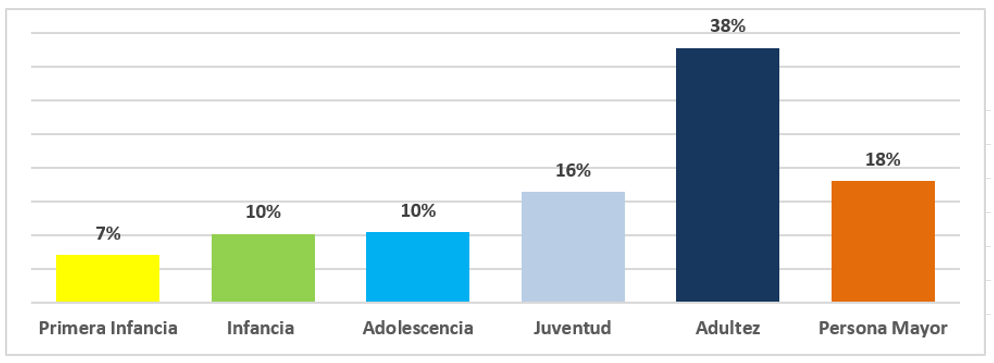 38%
18%
16%
10%
10%
7%
Primera Infancia
Infancia
Adolescencia
Juventud
Adultez
Persona Mayor